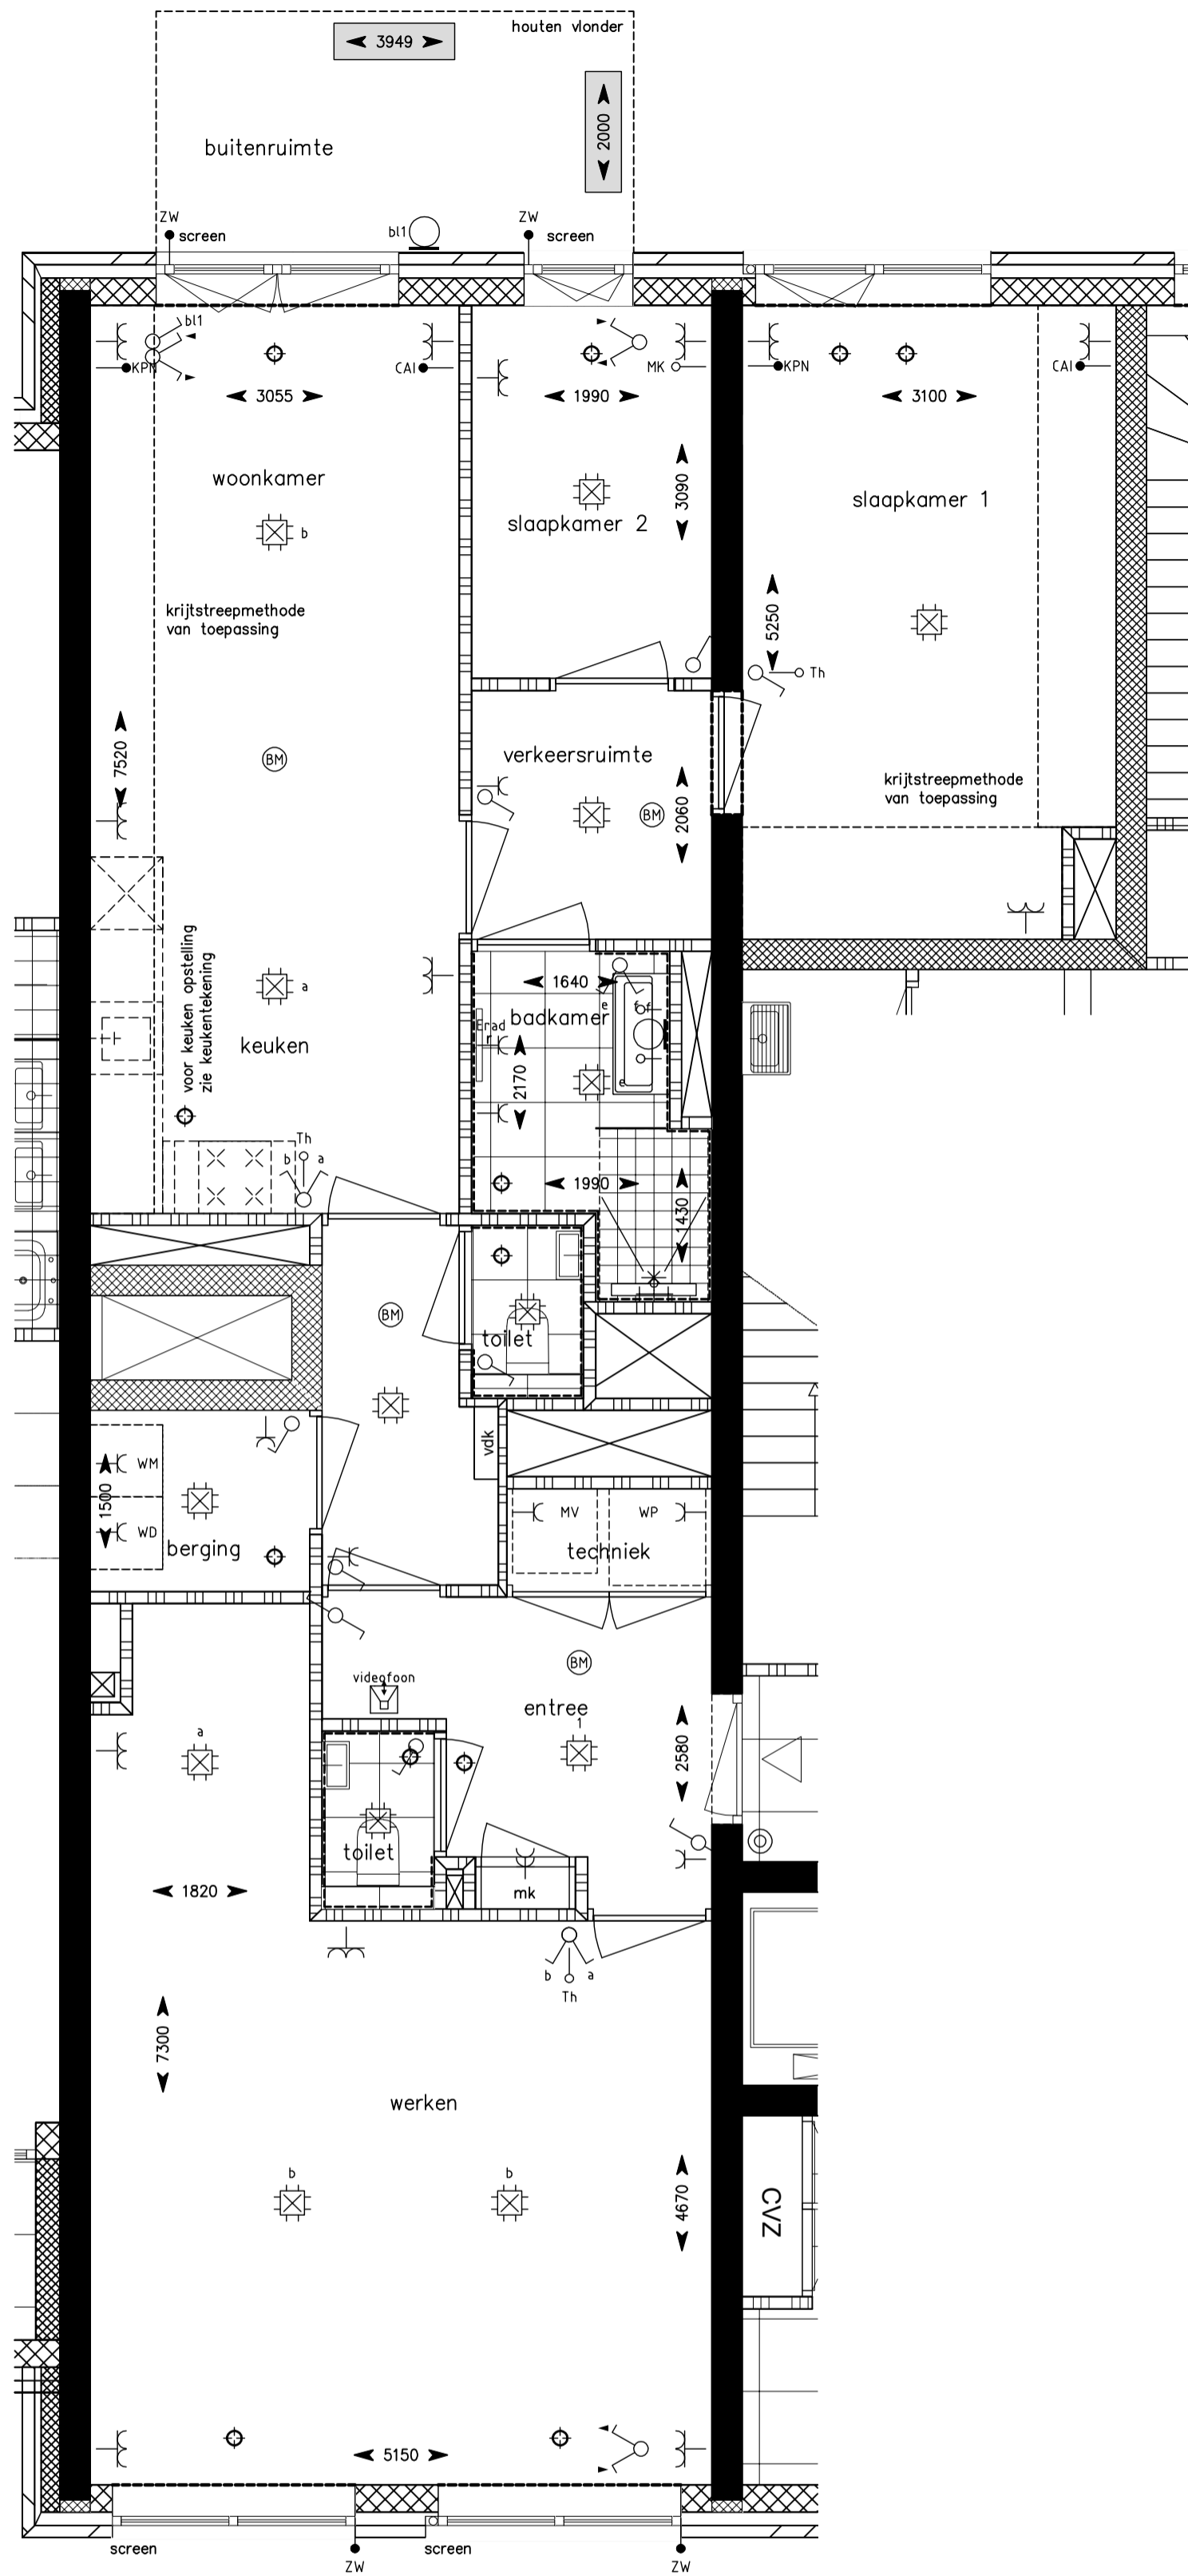 houten vlonder
3949
2000
buitenruimte
ZW
screen
bl1
ZW
screen
bl1
KPN
CAI
MK
KPN
CAI
3055
1990
3100
woonkamer
b
slaapkamer 2
3090
slaapkamer 1
krijtstreepmethode
van toepassing
5250
Th
7520
BM
verkeersruimte
BM
2060
krijtstreepmethode
van toepassing
voor keuken opstelling
zie keukentekening
a
keuken
1640
badkamer
Erad
r
e
f
f
e
2170
Th
b
a
1990
1430
BM
toilet
vdk
WM
WD
1500
berging
MV
WP
techniek
videofoon
BM
entree
1
a
2580
toilet
mk
1820
b
a
Th
7300
werken
b
b
4670
CVZ
5150
screen
ZW
screen
ZW